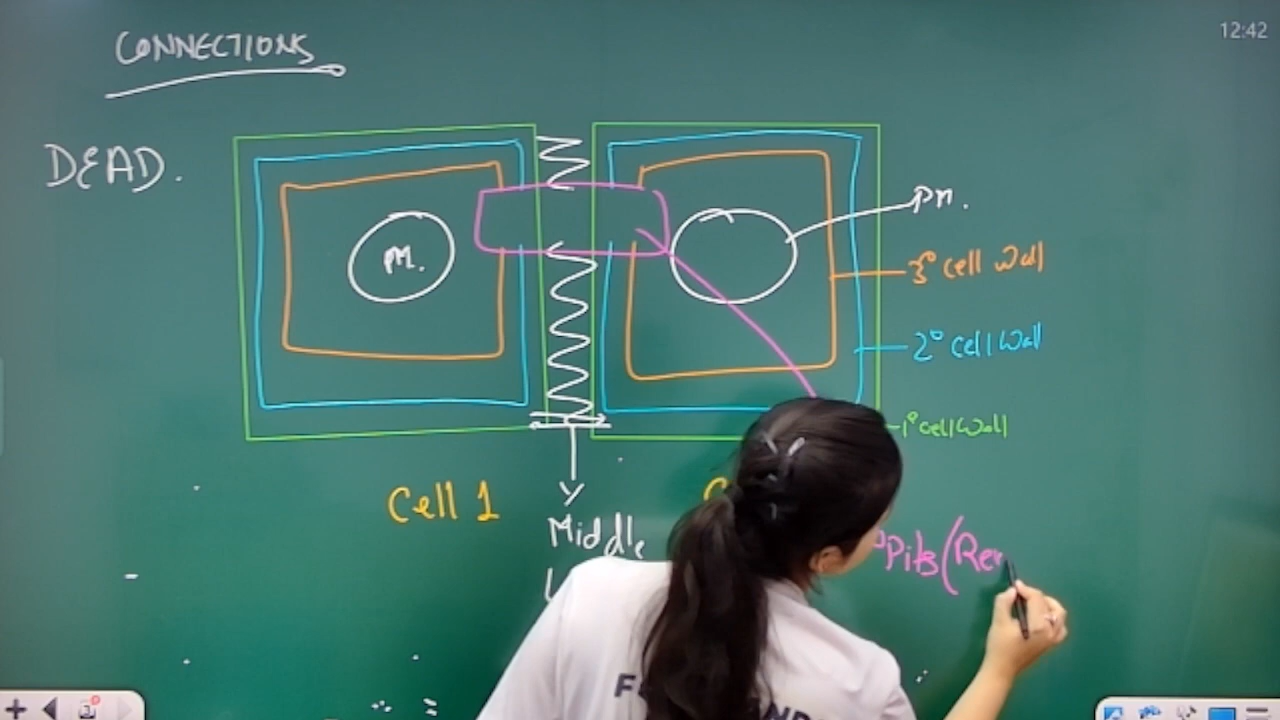 12:42
CONNECTIONS
DEAD.
PM.
PM.
3° Cell Wall
2° Cell Wall
1° Cell Wall
Cell 1
Middle
Pits (Rem